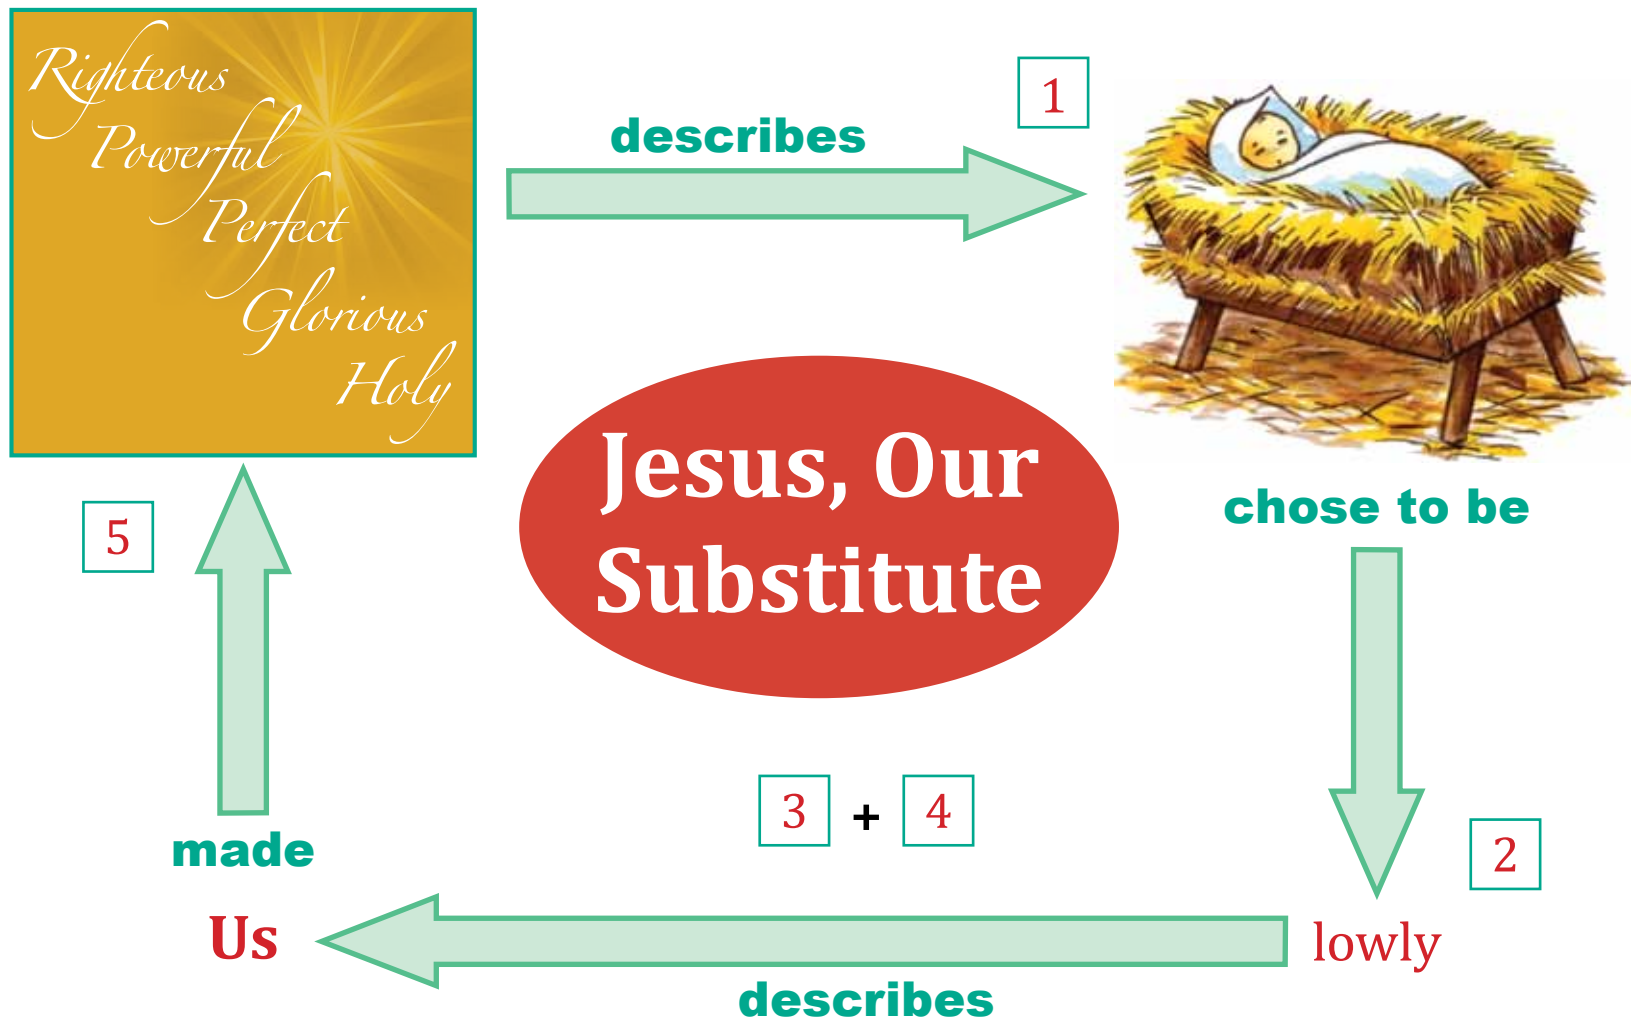 Righteous
Powerful
Perfect
Glorious
Holy
describes
1
chose to be
2
lowly
Jesus, Our
Substitute
3 + 4
describes
Us
made
5